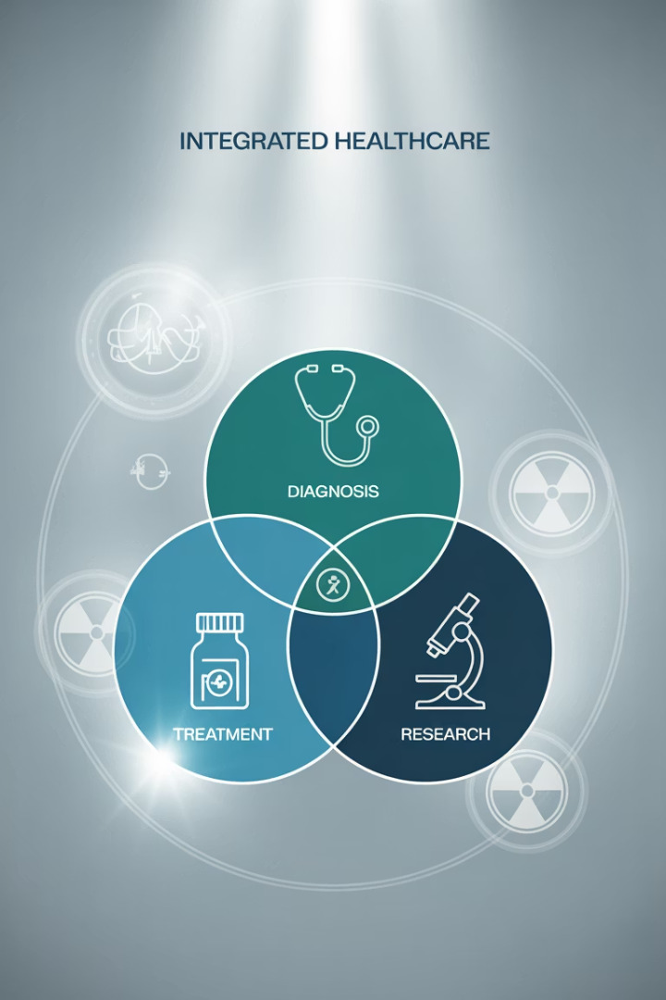 INTEGRATED HEALTHCARE
DIAGNOSIS
TREATMENT
RESEARCH